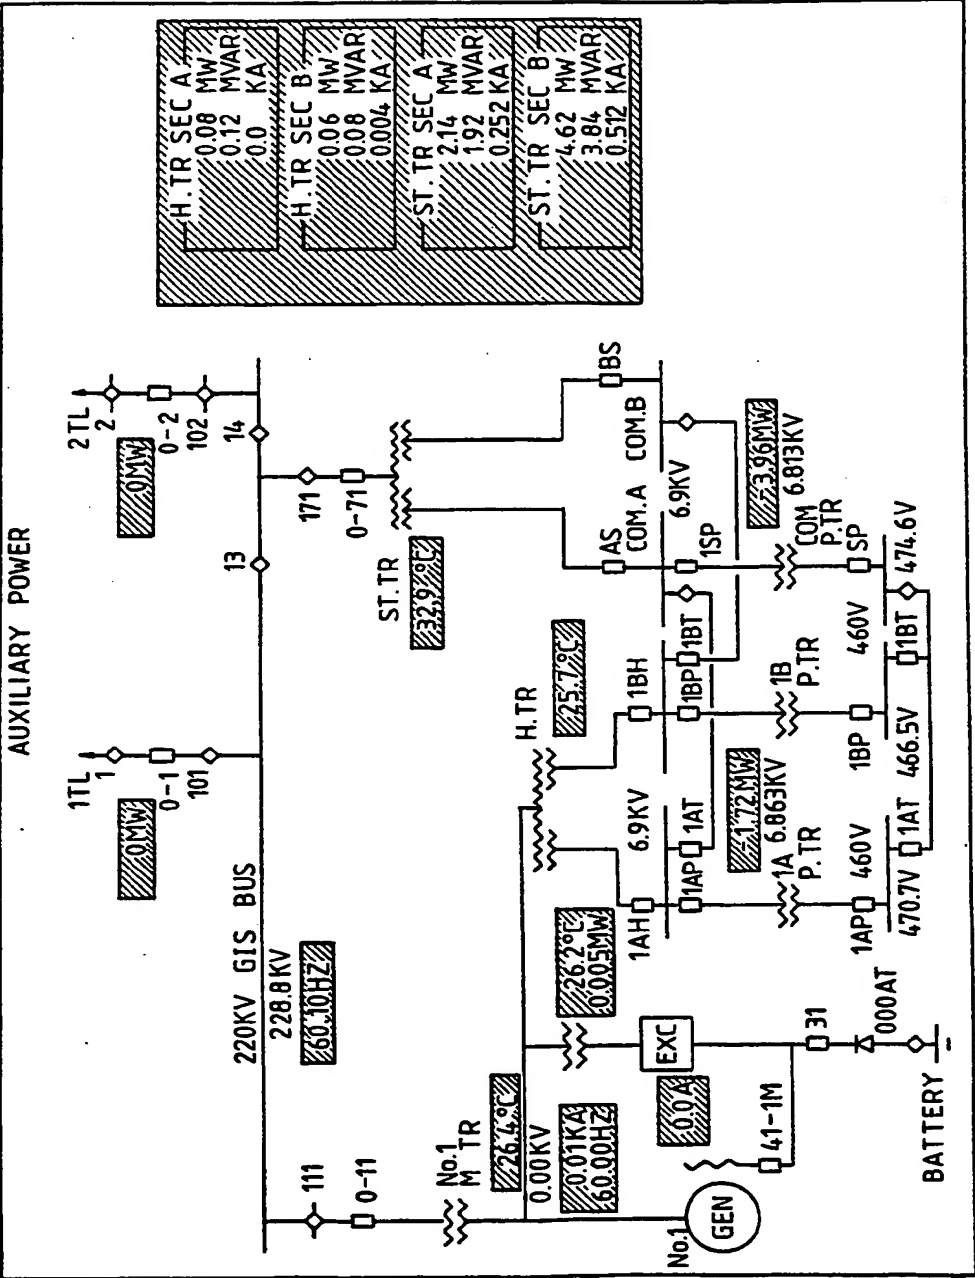 AUXILIARY POWER
1TL
1
0MW
0-1
101
2TL
2
0MW
0-2
102
220KV GIS BUS
228.8KV
60.10HZ
13
14
111
0-11
171
0-71
No.1
M TR
26.4°C
ST.TR
32.9°C
0.00KV
0.01KA
60.00HZ
26.2°C
0.005MW
H.TR
25.7°C
EXC
0.0A
No.1
GEN
41-1M
31
000AT
BATTERY
1AH
6.9KV
1BH
AS
COM.A
BS
COM.B
6.9KV
1AP
1AT
1BP
1BT
1SP
-1.72MW
6.863KV
-3.96MW
6.813KV
1A
P.TR
1B
P.TR
COM
P.TR
1AP
460V
1BP
460V
SP
470.7V
1AT
466.5V
1BT
474.6V
H.TR SEC A
0.08 MW
0.12 MVAR
0.0 KA
H.TR SEC B
0.06 MW
0.08 MVAR
0.004 KA
ST.TR SEC A
2.14 MW
1.92 MVAR
0.252 KA
ST.TR SEC B
4.62 MW
3.84 MVAR
0.512 KA